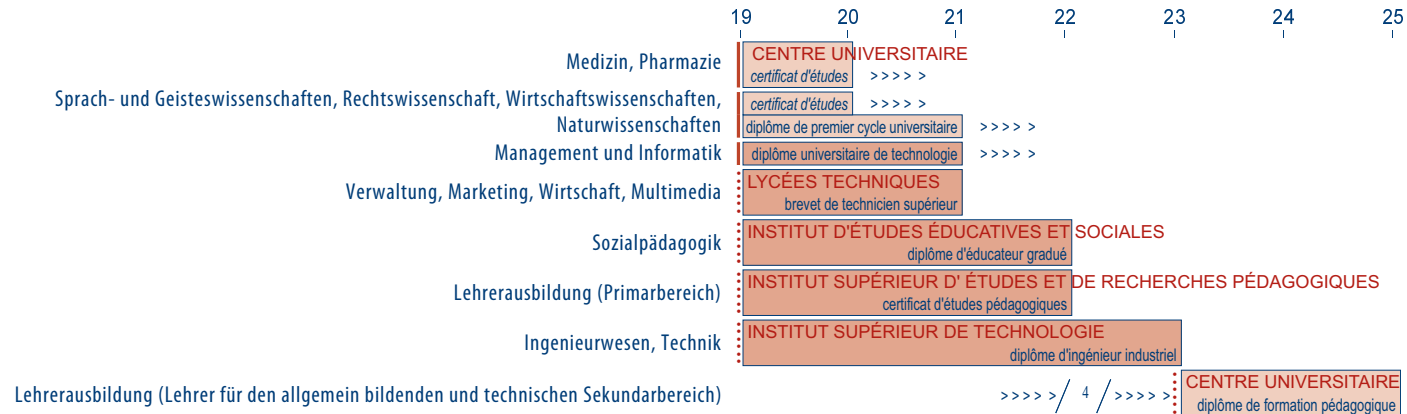 19 20 21 22 23 24 25
Medizin, Pharmazie
CENTRE UNIVERSITAIRE
certificat d'études >>>>>
Sprach- und Geisteswissenschaften, Rechtswissenschaft, Wirtschaftswissenschaften,
certificat d'études >>>>>
Naturwissenschaften
diplôme de premier cycle universitaire >>>>>
Management und Informatik
diplôme universitaire de technologie >>>>>
Verwaltung, Marketing, Wirtschaft, Multimedia
LYCÉES TECHNIQUES
brevet de technicien supérieur
Sozialpädagogik
INSTITUT D'ÉTUDES ÉDUCATIVES ET SOCIALES
diplôme d'éducateur gradué
Lehrerausbildung (Primarbereich)
INSTITUT SUPÉRIEUR D' ÉTUDES ET DE RECHERCHES PÉDAGOGIQUES
certificat d'études pédagogiques
Ingenieurwesen, Technik
INSTITUT SUPÉRIEUR DE TECHNOLOGIE
diplôme d'ingénieur industriel
Lehrerausbildung (Lehrer für den allgemein bildenden und technischen Sekundarbereich)
>>>>>/ 4 />>>>>
CENTRE UNIVERSITAIRE
diplôme de formation pédagogique